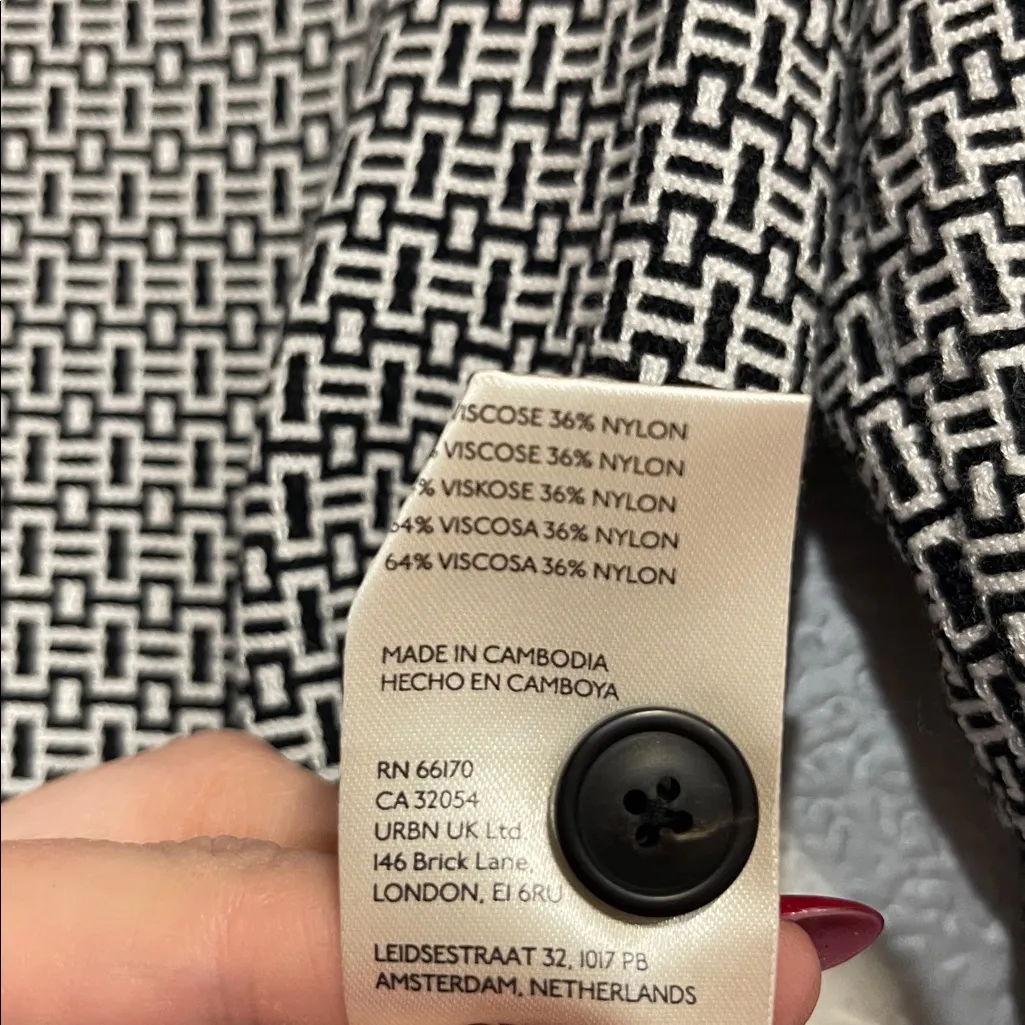 VISCOSE 36% NYLON
% VISCOSE 36% NYLON
% VISKOSE 36% NYLON
64% VISCOSA 36% NYLON
64% VISCOSA 36% NYLON
MADE IN CAMBODIA
HECHO EN CAMBOYA
RN 66170
CA 32054
URBN UK Ltd.
146 Brick Lane,
LONDON, E1 6RU
LEIDSESTRAAT 32, 1017 PB
AMSTERDAM, NETHERLANDS